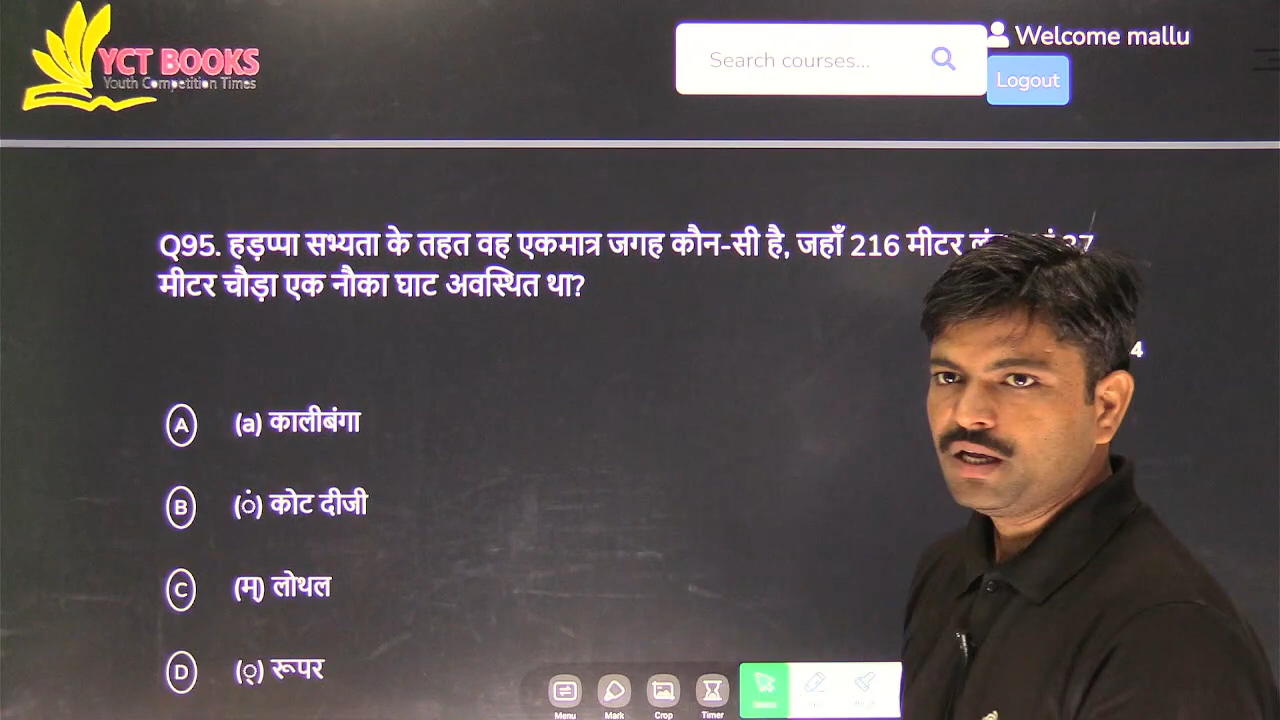 YCT BOOKS
Youth Competition Times
Search courses...
Welcome mallu
Logout
Q95. हड़प्पा सभ्यता के तहत वह एकमात्र जगह कौन-सी है, जहाँ 216 मीटर
मीटर चौड़ा एक नौका घाट अवस्थित था?
4
A (a) कालीबंगा
B (ं) कोट दीजी
C (म्) लोथल
D (्) रूपर
Menu Mark Crop Timer